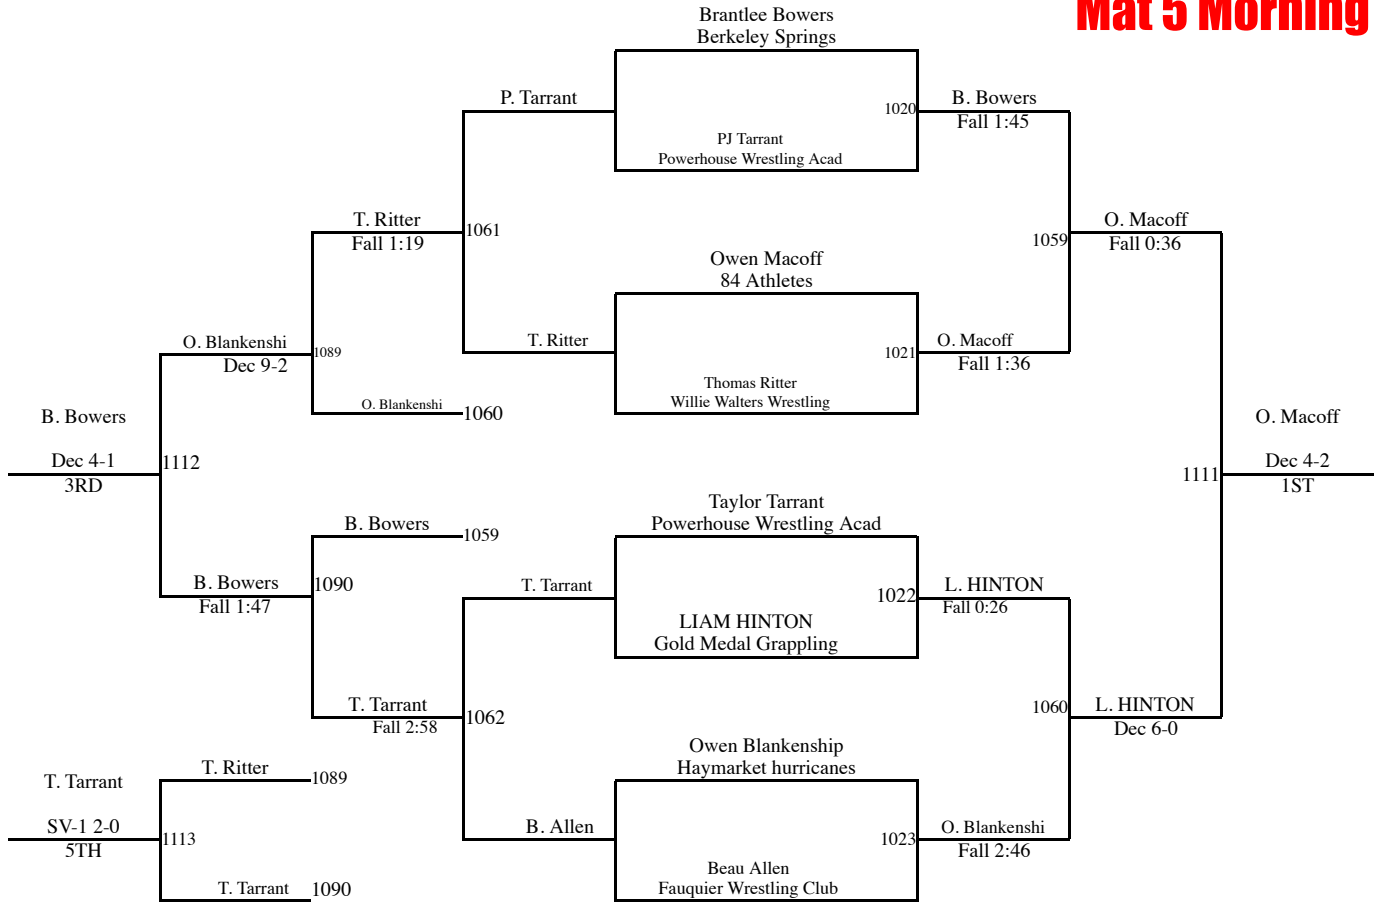 Mat 5 Morning
Brantlee Bowers
Berkeley Springs
P. Tarrant
1020
B. Bowers
Fall 1:45
PJ Tarrant
Powerhouse Wrestling Acad
T. Ritter
Fall 1:19
1061
1059
O. Macoff
Fall 0:36
Owen Macoff
84 Athletes
O. Blankenshi
Dec 9-2
1089
T. Ritter
1021
O. Macoff
Fall 1:36
Thomas Ritter
Willie Walters Wrestling
O. Blankenshi
1060
B. Bowers
Dec 4-1
3RD
1112
O. Macoff
1111
Dec 4-2
1ST
Taylor Tarrant
Powerhouse Wrestling Acad
B. Bowers
1059
B. Bowers
Fall 1:47
1090
T. Tarrant
1022
L. HINTON
Fall 0:26
LIAM HINTON
Gold Medal Grappling
T. Tarrant
Fall 2:58
1062
1060
L. HINTON
Dec 6-0
Owen Blankenship
Haymarket hurricanes
T. Tarrant
T. Ritter
1089
SV-1 2-0
5TH
1113
B. Allen
1023
O. Blankenshi
Fall 2:46
Beau Allen
Fauquier Wrestling Club
T. Tarrant
1090